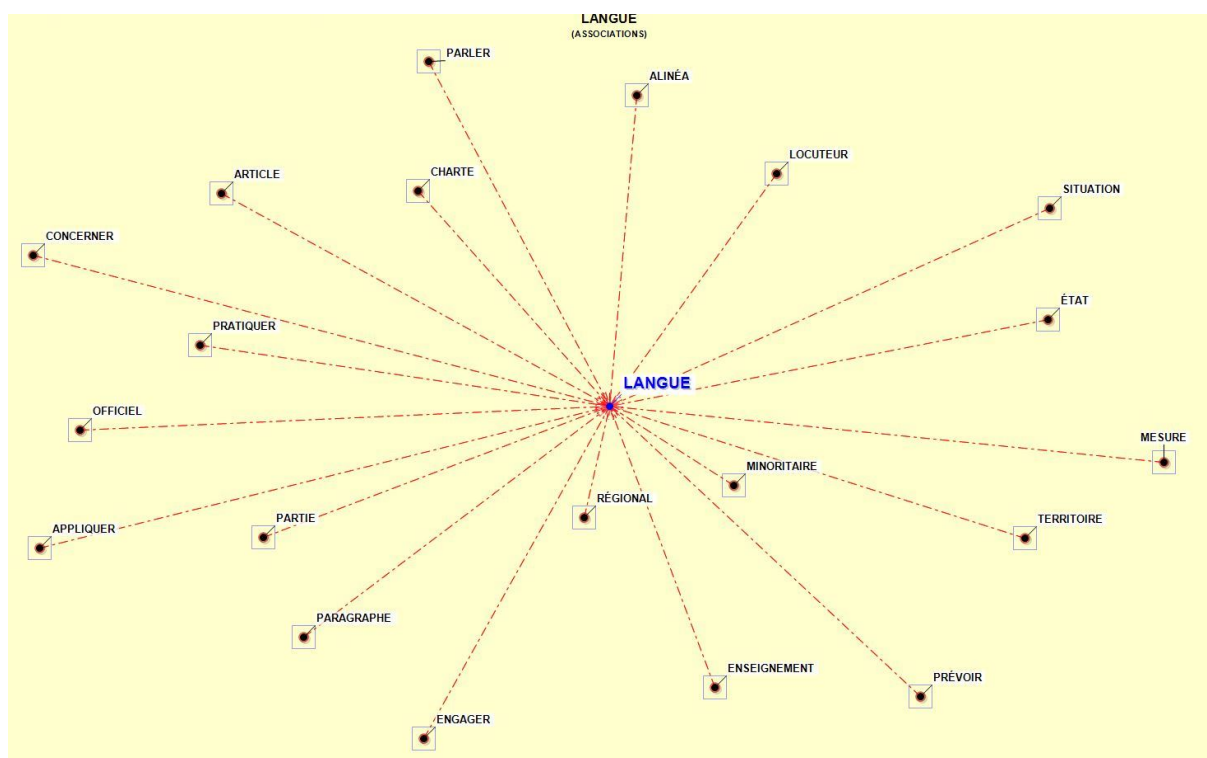 LANGUE
(ASSOCIATIONS)
PARLER
ALINÉA
LOCUTEUR
ARTICLE
CHARTE
SITUATION
CONCERNER
ÉTAT
PRATIQUER
LANGUE
OFFICIEL
MESURE
MINORITAIRE
RÉGIONAL
PARTIE
TERRITOIRE
APPLIQUER
PARAGRAPHE
ENSEIGNEMENT
PRÉVOIR
ENGAGER